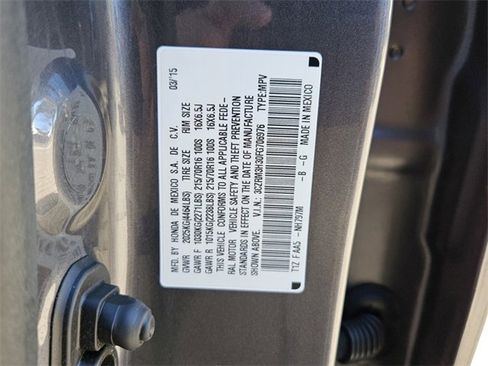 MFD BY HONDA DE MEXICO S.A. DE C.V. 03/15
GVWR 2025KG(4464LBS) TIRE SIZE RIM SIZE
GAWR F 1030KG(2271LBS) 215/70R16 100S 16X6.5J
GAWR R 1015KG(2238LBS) 215/70R16 100S 16X6.5J
THIS VEHICLE CONFORMS TO ALL APPLICABLE FEDE-
RAL MOTOR VEHICLE SAFETY AND THEFT PREVENTION
STANDARDS IN EFFECT ON THE DATE OF MANUFACTURE
SHOWN ABOVE.
V.I.N.: 3CZRM3H30FG706976 TYPE:MPV
T1Z F AA5 - NH797M - B - G MADE IN MEXICO